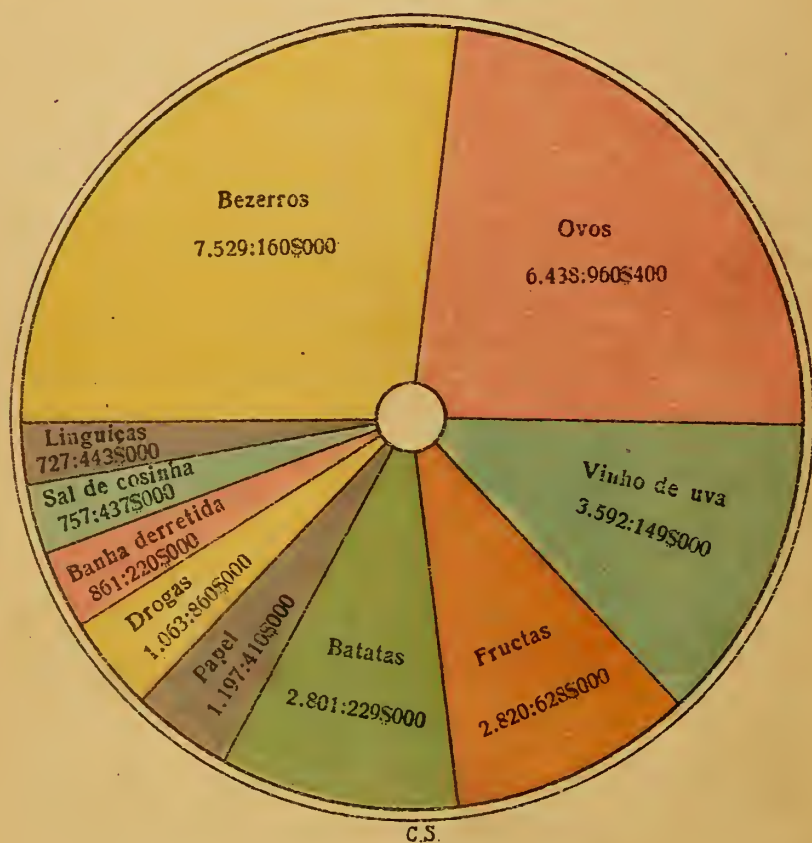 Bezerros
7.529:160$000
Ovos
6.438:960$400
Vinho de uva
3.592:149$000
Fructas
2.820:628$000
Batatas
2.801:229$000
Papel
1.197:410$000
Drogas
1.063:860$000
Banha derretida
861:220$000
Sal de cosinha
757:437$000
Linguiças
727:443$000
C.S.